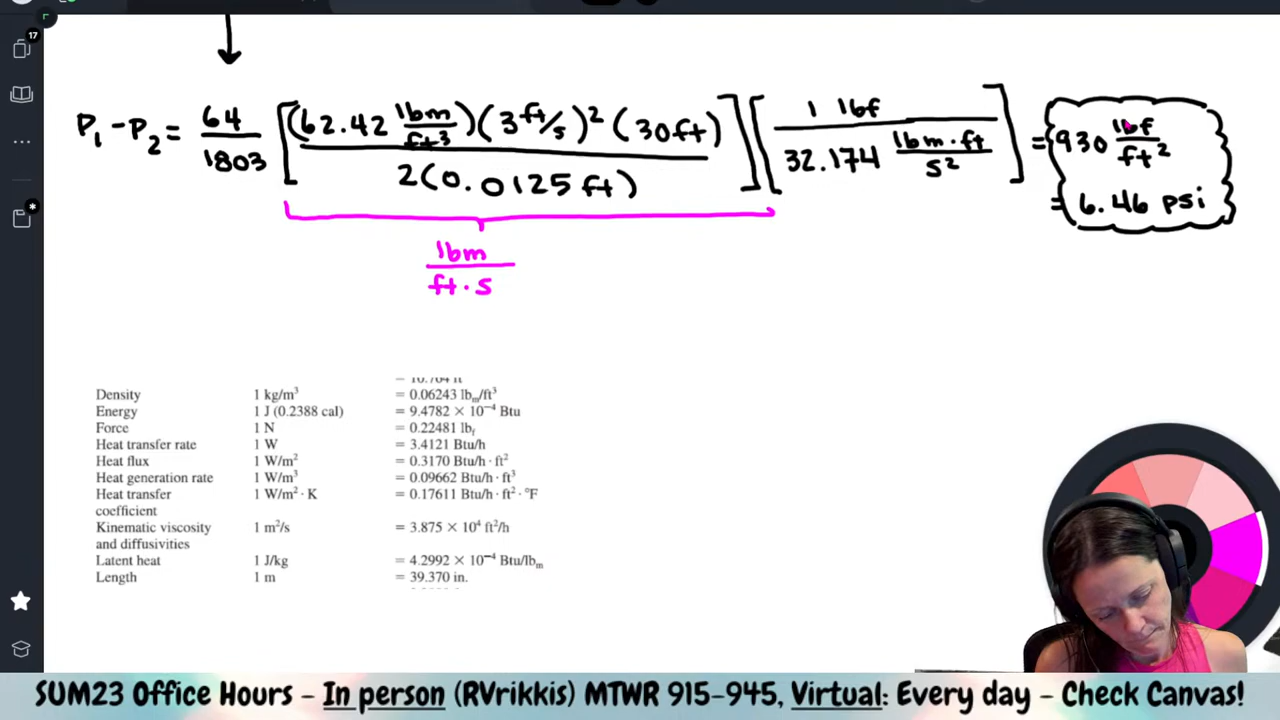 17
P₁ - P₂ = 64/1803 [(62.42 lbm/ft³)(3 ft/s)² (30 ft) / 2(0.0125 ft)] [1 lbf / 32.174 lbm·ft/s²] = 930 lbf/ft²
= 6.46 psi
lbm
ft·s
Density 1 kg/m³ = 0.06243 lbₘ/ft³
Energy 1 J (0.2388 cal) = 9.4782 × 10⁻⁴ Btu
Force 1 N = 0.22481 lb_f
Heat transfer rate 1 W = 3.4121 Btu/h
Heat flux 1 W/m² = 0.3170 Btu/h · ft²
Heat generation rate 1 W/m³ = 0.09662 Btu/h · ft³
Heat transfer 1 W/m² · K = 0.17611 Btu/h · ft² · °F
coefficient
Kinematic viscosity 1 m²/s = 3.875 × 10⁴ ft²/h
and diffusivities
Latent heat 1 J/kg = 4.2992 × 10⁻⁴ Btu/lbₘ
Length 1 m = 39.370 in.
SUM23 Office Hours – In person (RVrikkis) MTWR 915-945, Virtual: Every day – Check Canvas!